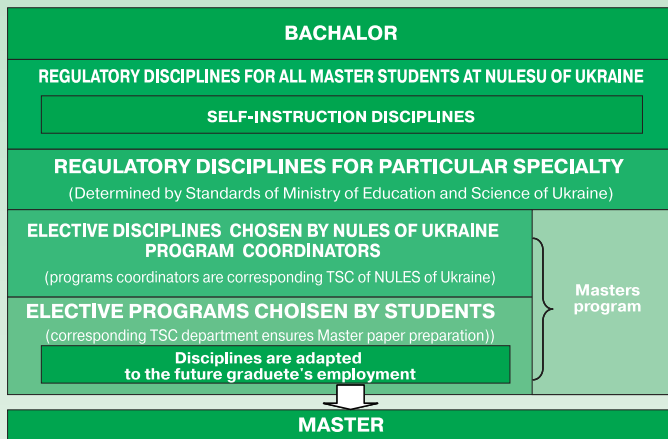 BACHALOR
REGULATORY DISCIPLINES FOR ALL MASTER STUDENTS AT NULESU OF UKRAINE
SELF-INSTRUCTION DISCIPLINES
REGULATORY DISCIPLINES FOR PARTICULAR SPECIALTY
(Determined by Standards of Ministry of Education and Science of Ukraine)
ELECTIVE DISCIPLINES CHOSEN BY NULES OF UKRAINE
PROGRAM COORDINATORS
(programs coordinators are corresponding TSC of NULES of Ukraine)
ELECTIVE PROGRAMS CHOISEN BY STUDENTS
(corresponding TSC department ensures Master paper preparation))
Disciplines are adapted
to the future graduete's employment
Masters
program
MASTER